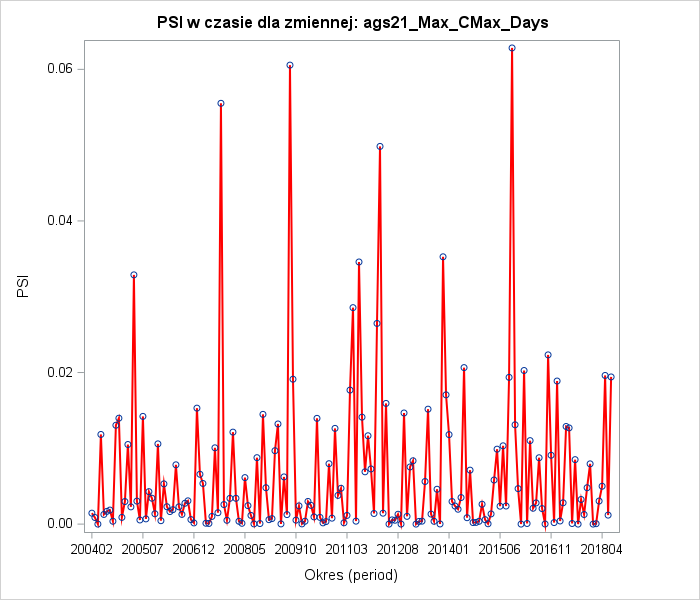 PSI w czasie dla zmiennej: ags21_Max_CMax_Days
0.06
0.04
0.02
0.00
PSI
200402 200507 200612 200805 200910 201103 201208 201401 201506 201611 201804
Okres (period)